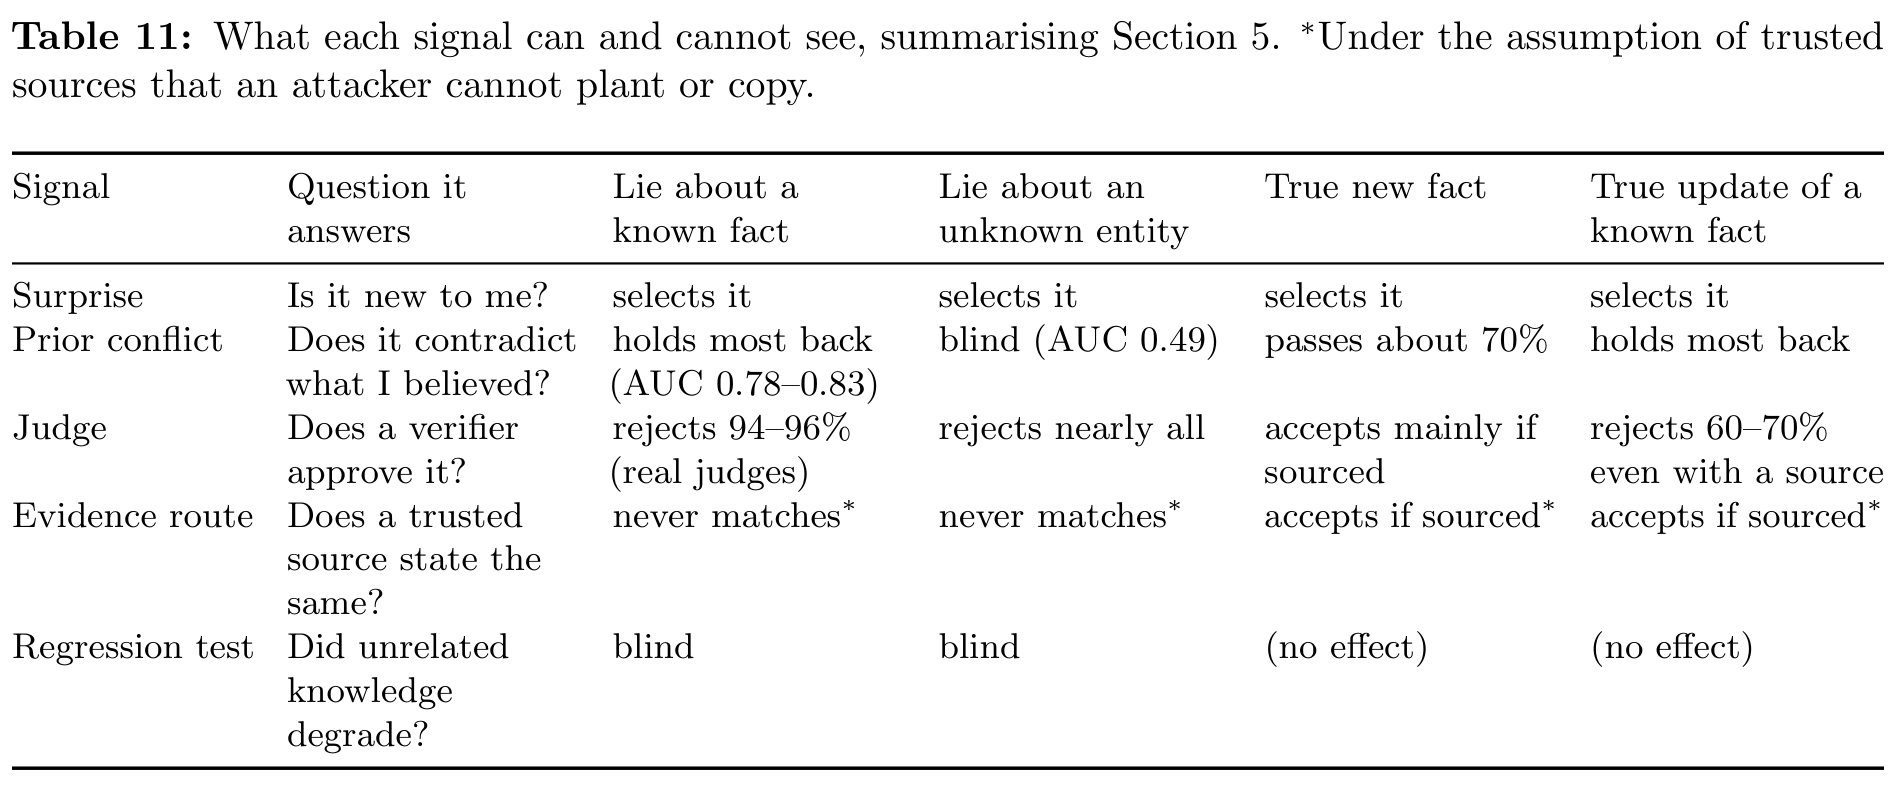 Table 11: What each signal can and cannot see, summarising Section 5. *Under the assumption of trusted
sources that an attacker cannot plant or copy.
Signal | Question it answers | Lie about a known fact | Lie about an unknown entity | True new fact | True update of a known fact
Surprise | Is it new to me? | selects it | selects it | selects it | selects it
Prior conflict | Does it contradict what I believed? | holds most back (AUC 0.78–0.83) | blind (AUC 0.49) | passes about 70% | holds most back
Judge | Does a verifier approve it? | rejects 94–96% (real judges) | rejects nearly all | accepts mainly if sourced | rejects 60–70% even with a source
Evidence route | Does a trusted source state the same? | never matches* | never matches* | accepts if sourced* | accepts if sourced*
Regression test | Did unrelated knowledge degrade? | blind | blind | (no effect) | (no effect)